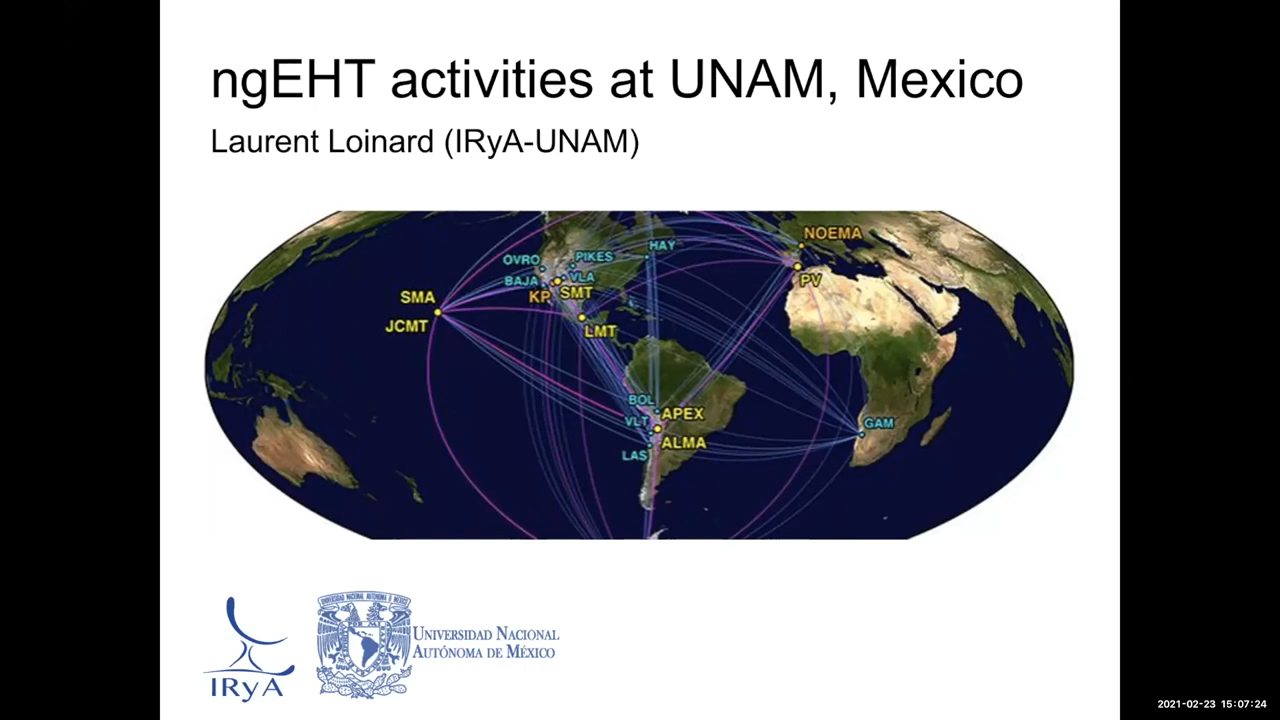 ngEHT activities at UNAM, Mexico
Laurent Loinard (IRyA-UNAM)
NOEMA
HAY
OVRO
PIKES
VLA
BAJA
PV
KP
SMT
SMA
JCMT
LMT
BOL
APEX
VLT
GAM
ALMA
LAS
UNIVERSIDAD NACIONAL
AUTÓNOMA DE MÉXICO
IRyA
2021-02-23 15:07:24